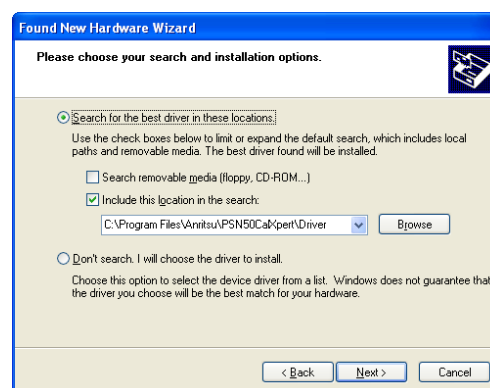 Found New Hardware Wizard
Please choose your search and installation options.
Search for the best driver in these locations.
Use the check boxes below to limit or expand the default search, which includes local
paths and removable media. The best driver found will be installed.
Search removable media (floppy, CD-ROM...)
Include this location in the search:
C:\Program Files\Anritsu\PSN50CalXpert\Driver
Browse
Don't search. I will choose the driver to install.
Choose this option to select the device driver from a list. Windows does not guarantee that
the driver you choose will be the best match for your hardware.
< Back
Next >
Cancel